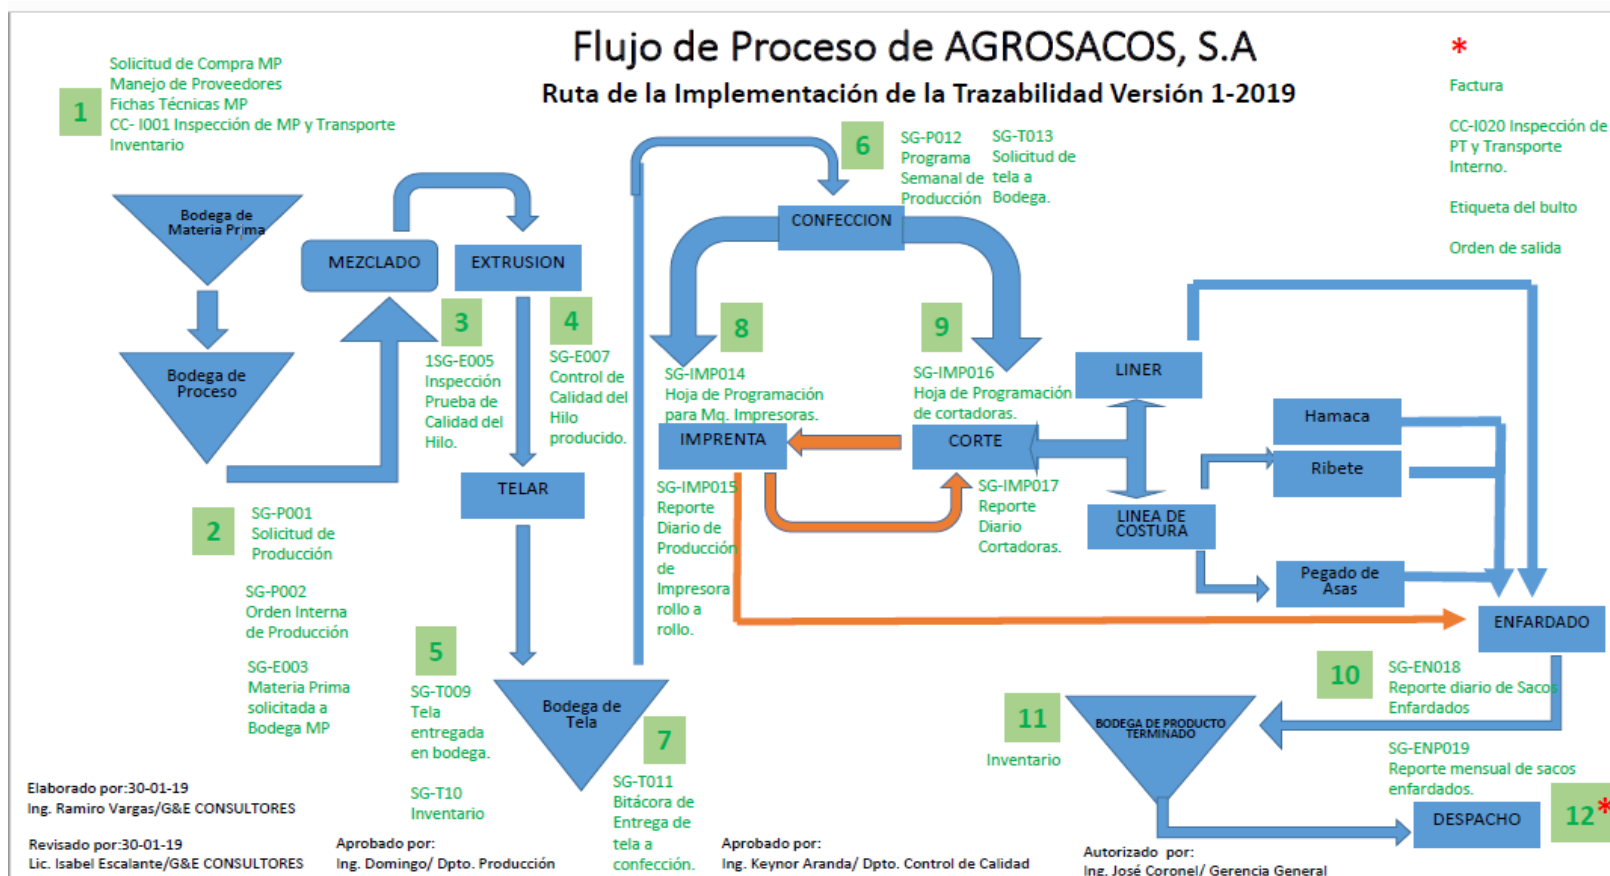 Flujo de Proceso de AGROSACOS, S.A
Ruta de la Implementación de la Trazabilidad Versión 1-2019
1
Solicitud de Compra MP
Manejo de Proveedores
Fichas Técnicas MP
CC- I001 Inspección de MP y Transporte
Inventario
*
Factura
CC-I020 Inspección de
PT y Transporte
Interno.
Etiqueta del bulto
Orden de salida
Bodega de
Materia Prima
Bodega de
Proceso
MEZCLADO
EXTRUSION
2
SG-P001
Solicitud de
Producción
SG-P002
Orden Interna
de Producción
SG-E003
Materia Prima
solicitada a
Bodega MP
3
1SG-E005
Inspección
Prueba de
Calidad del
Hilo.
4
SG-E007
Control de
Calidad del
Hilo
producido.
TELAR
5
SG-T009
Tela
entregada
en bodega.
SG-T10
Inventario
Bodega de
Tela
7
SG-T011
Bitácora de
Entrega de
tela a
confección.
6
SG-P012
Programa
Semanal de
Producción
SG-T013
Solicitud de
tela a
Bodega.
CONFECCION
8
SG-IMP014
Hoja de Programación
para Mq. Impresoras.
IMPRENTA
SG-IMP015
Reporte
Diario de
Producción
de
Impresora
rollo a
rollo.
9
SG-IMP016
Hoja de Programación
de cortadoras.
CORTE
SG-IMP017
Reporte
Diario
Cortadoras.
LINER
LINEA DE
COSTURA
Hamaca
Ribete
Pegado de
Asas
ENFARDADO
10
SG-EN018
Reporte diario de Sacos
Enfardados
SG-ENP019
Reporte mensual de sacos
enfardados.
11
Inventario
BODEGA DE PRODUCTO
TERMINADO
DESPACHO
12*
Elaborado por:30-01-19
Ing. Ramiro Vargas/G&E CONSULTORES
Revisado por:30-01-19
Lic. Isabel Escalante/G&E CONSULTORES
Aprobado por:
Ing. Domingo/ Dpto. Producción
Aprobado por:
Ing. Keynor Aranda/ Dpto. Control de Calidad
Autorizado por:
Ing. José Coronel/ Gerencia General